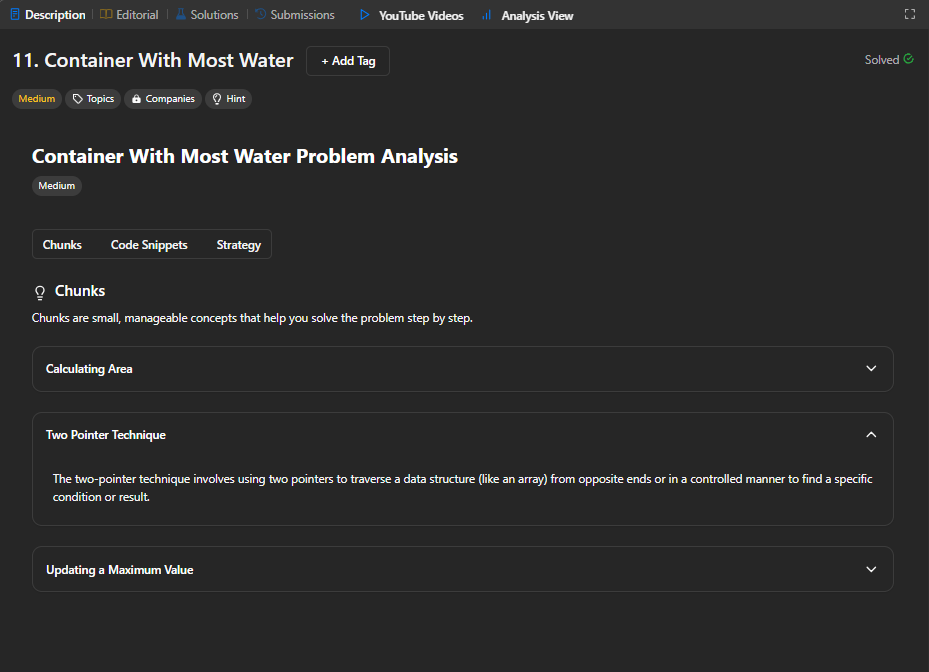 Description Editorial Solutions Submissions YouTube Videos Analysis View
11. Container With Most Water + Add Tag Solved
Medium Topics Companies Hint
Container With Most Water Problem Analysis
Medium
Chunks Code Snippets Strategy
Chunks
Chunks are small, manageable concepts that help you solve the problem step by step.
Calculating Area
Two Pointer Technique
The two-pointer technique involves using two pointers to traverse a data structure (like an array) from opposite ends or in a controlled manner to find a specific
condition or result.
Updating a Maximum Value